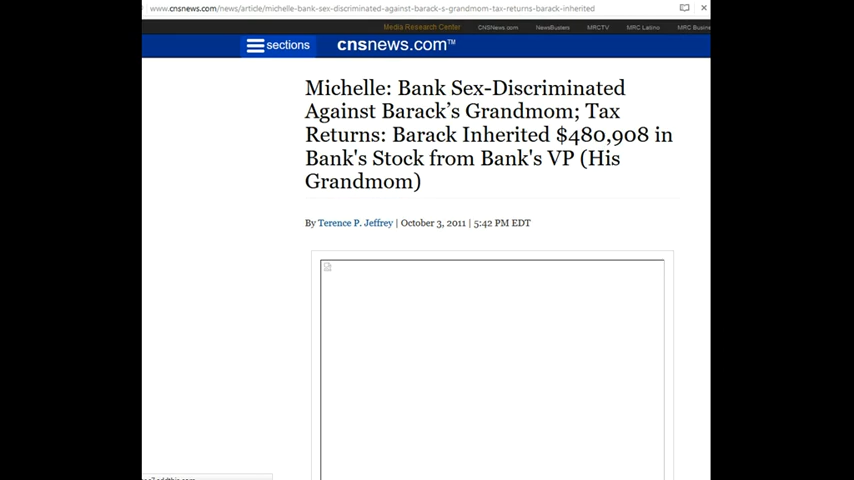 www.cnsnews.com/news/article/michelle-bank-sex-discriminated-against-barack-s-grandmom-tax-returns-barack-inherited
Media Research Center CNSNews.com NewsBusters MRCTV MRC Latino MRC Busine
sections cnsnews.com™
Michelle: Bank Sex-Discriminated
Against Barack’s Grandmom; Tax
Returns: Barack Inherited $480,908 in
Bank's Stock from Bank's VP (His
Grandmom)
By Terence P. Jeffrey | October 3, 2011 | 5:42 PM EDT